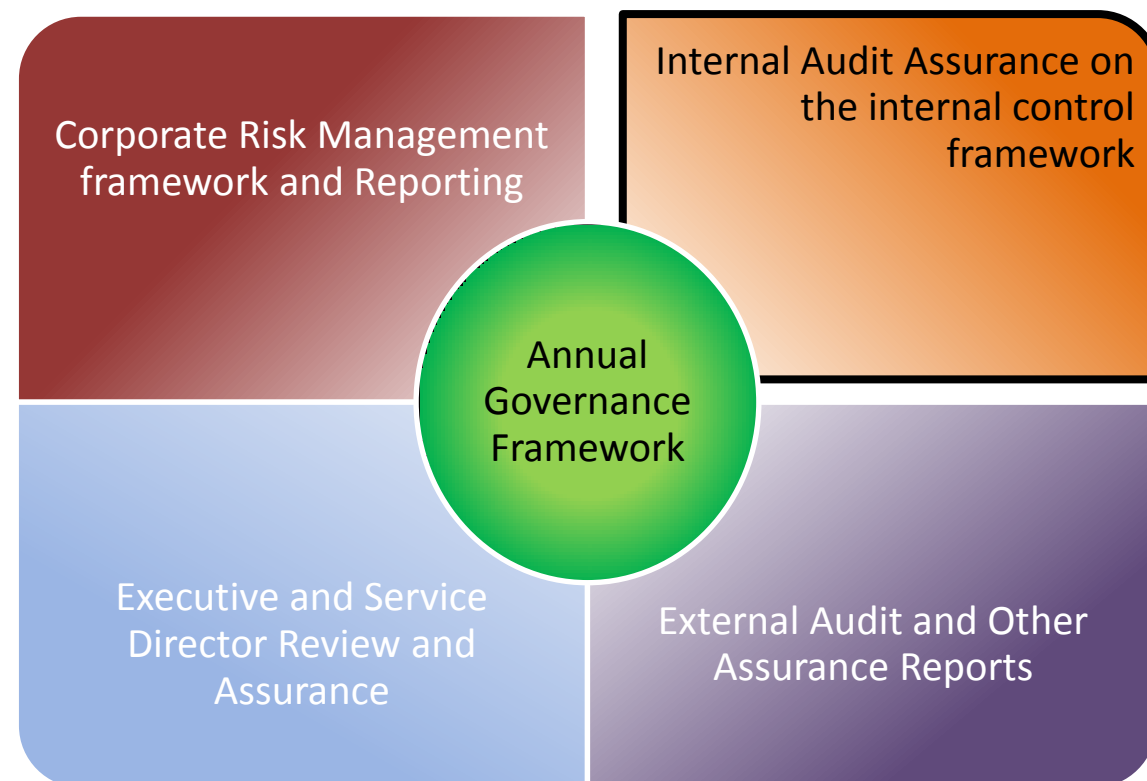 Corporate Risk Management
framework and Reporting
Internal Audit Assurance on
the internal control
framework
Annual
Governance
Framework
Executive and Service
Director Review and
Assurance
External Audit and Other
Assurance Reports